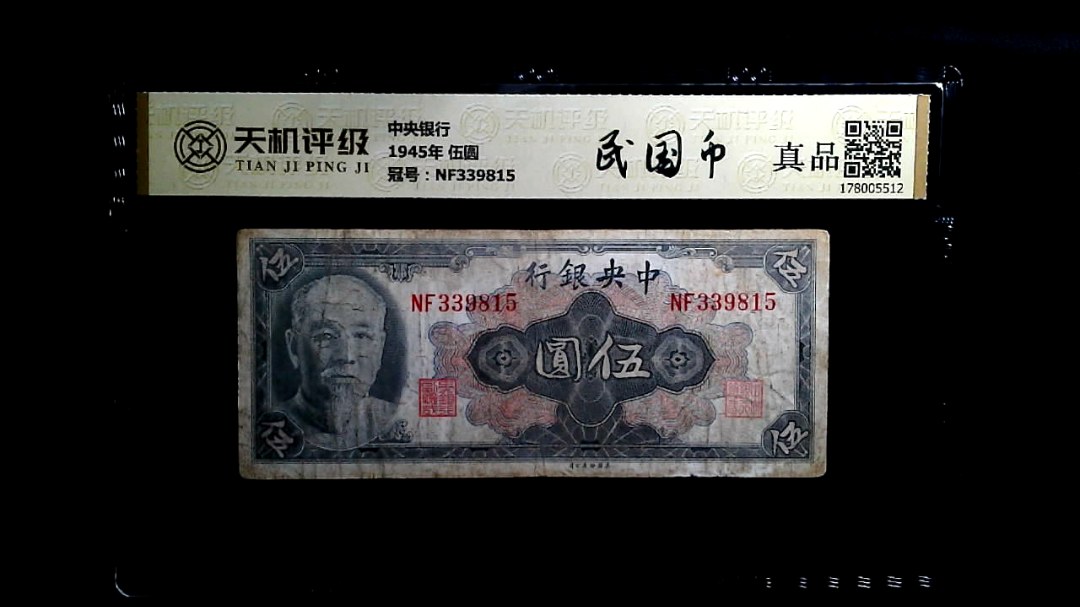 天机评级
TIAN JI PING JI
中央银行
1945年 伍圆
冠号：NF339815
民国币
真品
178005512
伍
伍
行銀央中
NF339815
NF339815
圓伍
伍
伍